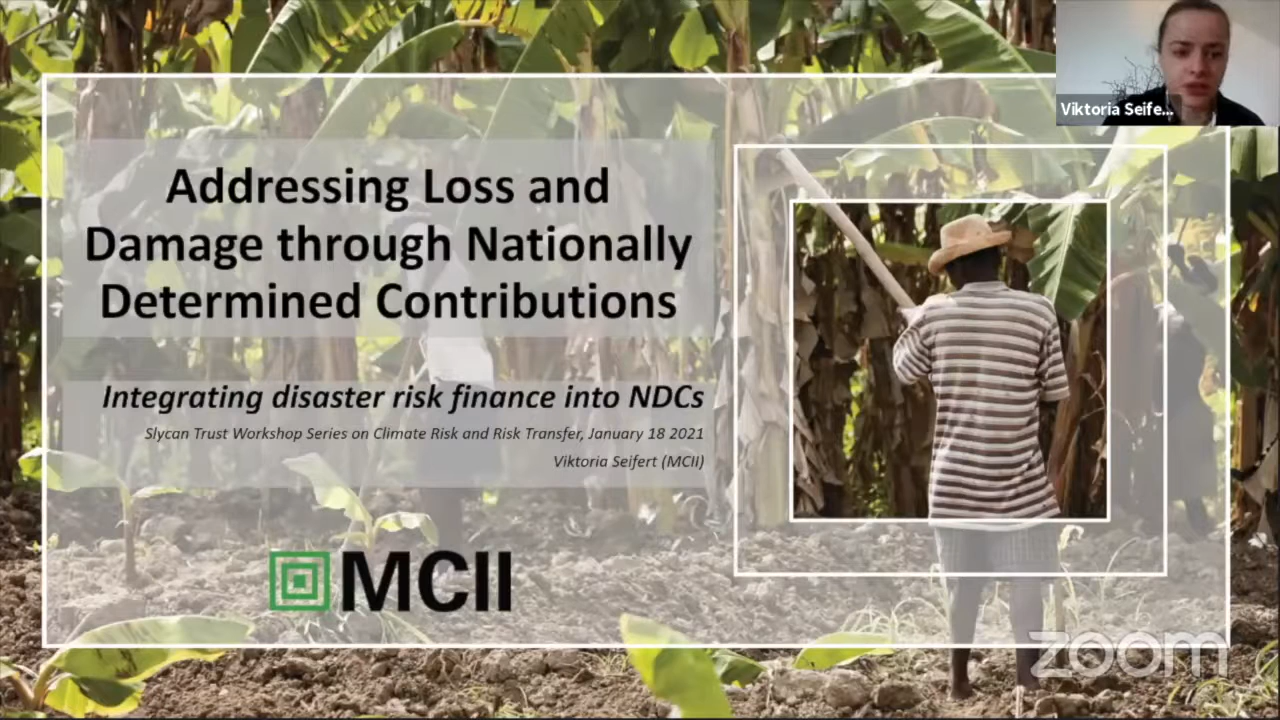 Viktoria Seife...
Addressing Loss and
Damage through Nationally
Determined Contributions
Integrating disaster risk finance into NDCs
Slycan Trust Workshop Series on Climate Risk and Risk Transfer, January 18 2021
Viktoria Seifert (MCII)
MCII
zoom